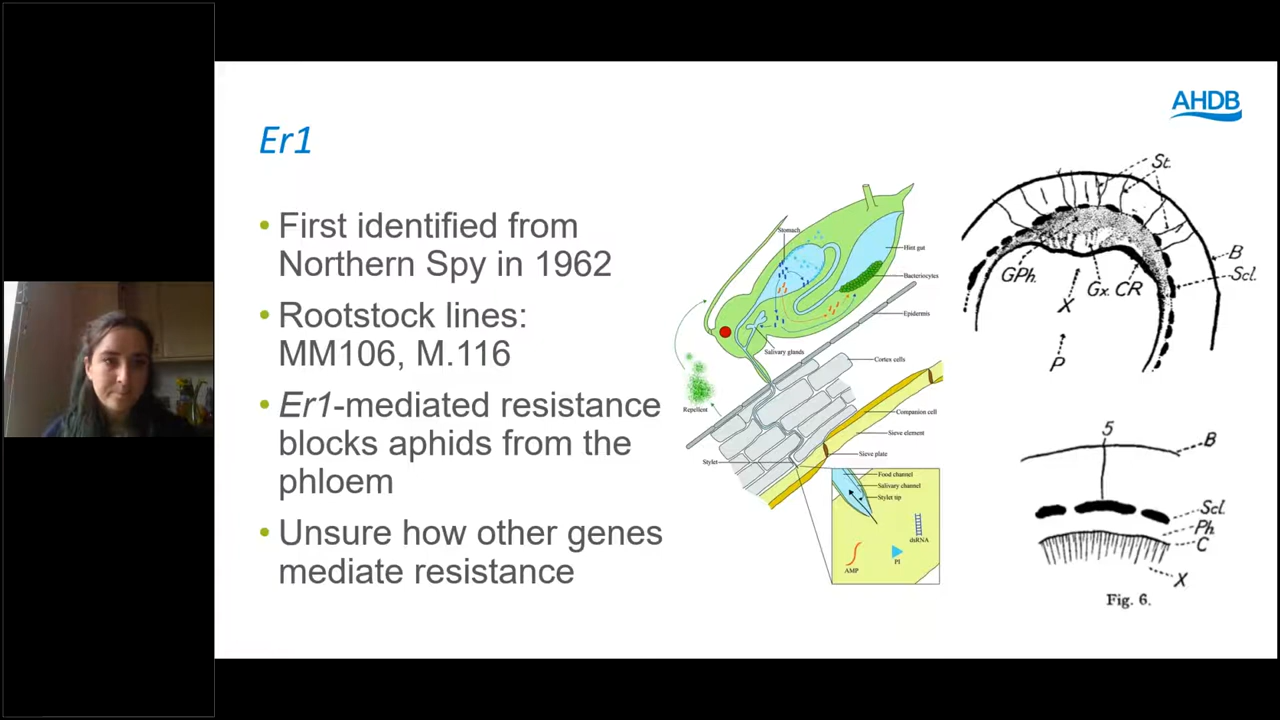 AHDB
Er1
• First identified from
Northern Spy in 1962
• Rootstock lines:
MM106, M.116
• Er1-mediated resistance
blocks aphids from the
phloem
• Unsure how other genes
mediate resistance
Stomach
Hint gut
Bacteriocytes
Epidermis
Salivary glands
Cortex cells
Repellent
Companion cell
Sieve element
Sieve plate
Stylet
Food channel
Salivary channel
Stylet tip
dsRNA
AMP
PI
St.
B
Scl.
GPh.
Gx.
CR
X
P
5
B
Scl.
Ph.
C
X
Fig. 6.